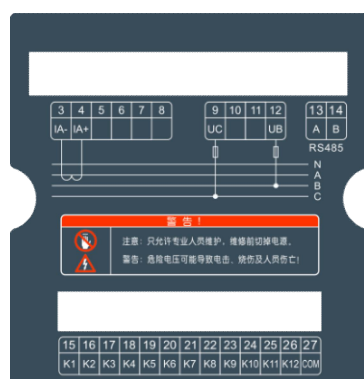 3 4 5 6 7 8 9 10 11 12 13 14
IA- IA+ UC UB A B
RS485
N
A
B
C
警 告 !
注意：只允许专业人员维护，维修前切掉电源。
警告：危险电压可能导致电击，烧伤及人员伤亡！
15 16 17 18 19 20 21 22 23 24 25 26 27
K1 K2 K3 K4 K5 K6 K7 K8 K9 K10 K11 K12 COM